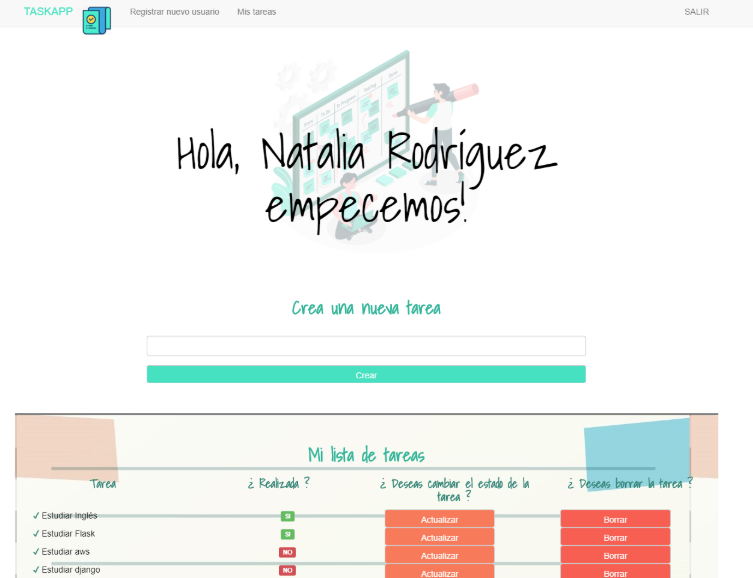 TASKAPP Registrar nuevo usuario Mis tareas SALIR
Hola, Natalia Rodríguez
empecemos!
Crea una nueva tarea
Crear
Mi lista de tareas
Tarea ¿ Realizada ? ¿ Deseas cambiar el estado de la ¿ Deseas borrar la tarea ?
tarea ?
✓ Estudiar Inglés SI Actualizar Borrar
✓ Estudiar Flask SI Actualizar Borrar
✓ Estudiar aws NO Actualizar Borrar
✓ Estudiar django NO Actualizar Borrar